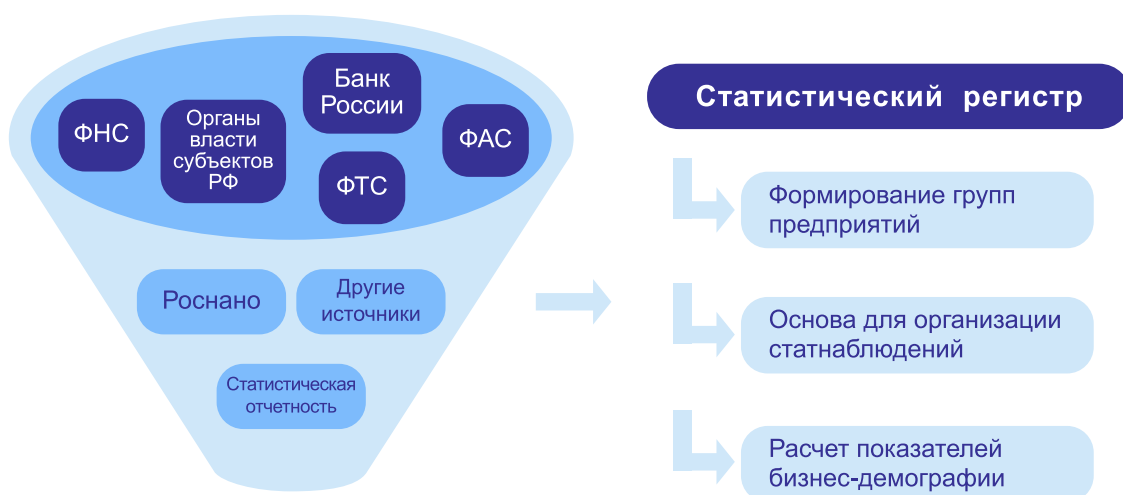 Банк
России
ФНС
Органы
власти
субъектов
РФ
ФАС
ФТС
Роснано
Другие
источники
Статистическая
отчетность
Статистический регистр
Формирование групп
предприятий
Основа для организации
статнаблюдений
Расчет показателей
бизнес-демографии